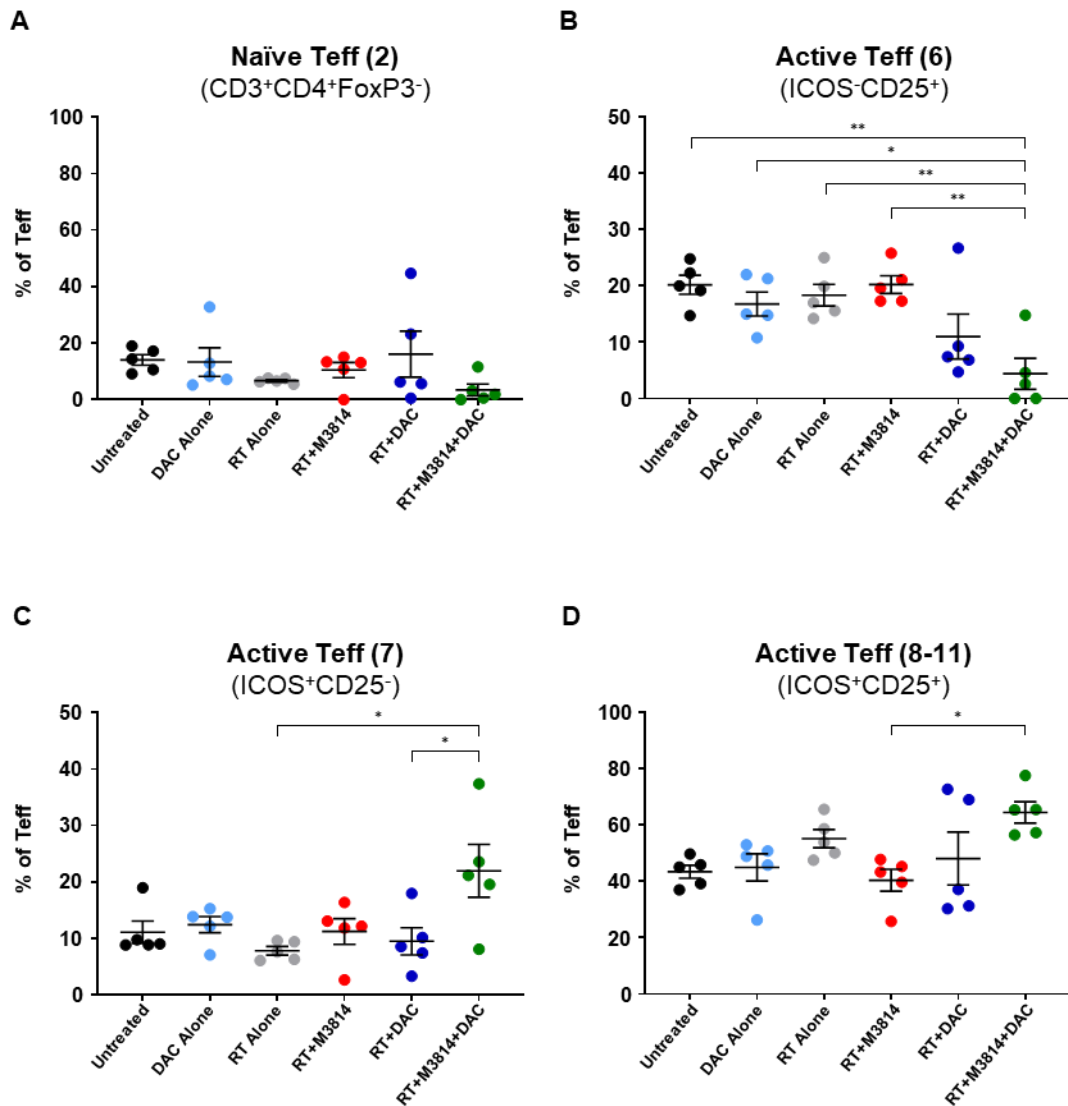 A
Naïve Teff (2)
(CD3⁺CD4⁺FoxP3⁻)
% of Teff
100
80
60
40
20
0
Untreated
DAC Alone
RT Alone
RT+M3814
RT+DAC
RT+M3814+DAC
B
Active Teff (6)
(ICOS⁻CD25⁺)
% of Teff
50
40
30
20
10
0
**
*
**
**
Untreated
DAC Alone
RT Alone
RT+M3814
RT+DAC
RT+M3814+DAC
C
Active Teff (7)
(ICOS⁺CD25⁻)
% of Teff
50
40
30
20
10
0
*
*
Untreated
DAC Alone
RT Alone
RT+M3814
RT+DAC
RT+M3814+DAC
D
Active Teff (8-11)
(ICOS⁺CD25⁺)
% of Teff
100
80
60
40
20
0
*
Untreated
DAC Alone
RT Alone
RT+M3814
RT+DAC
RT+M3814+DAC